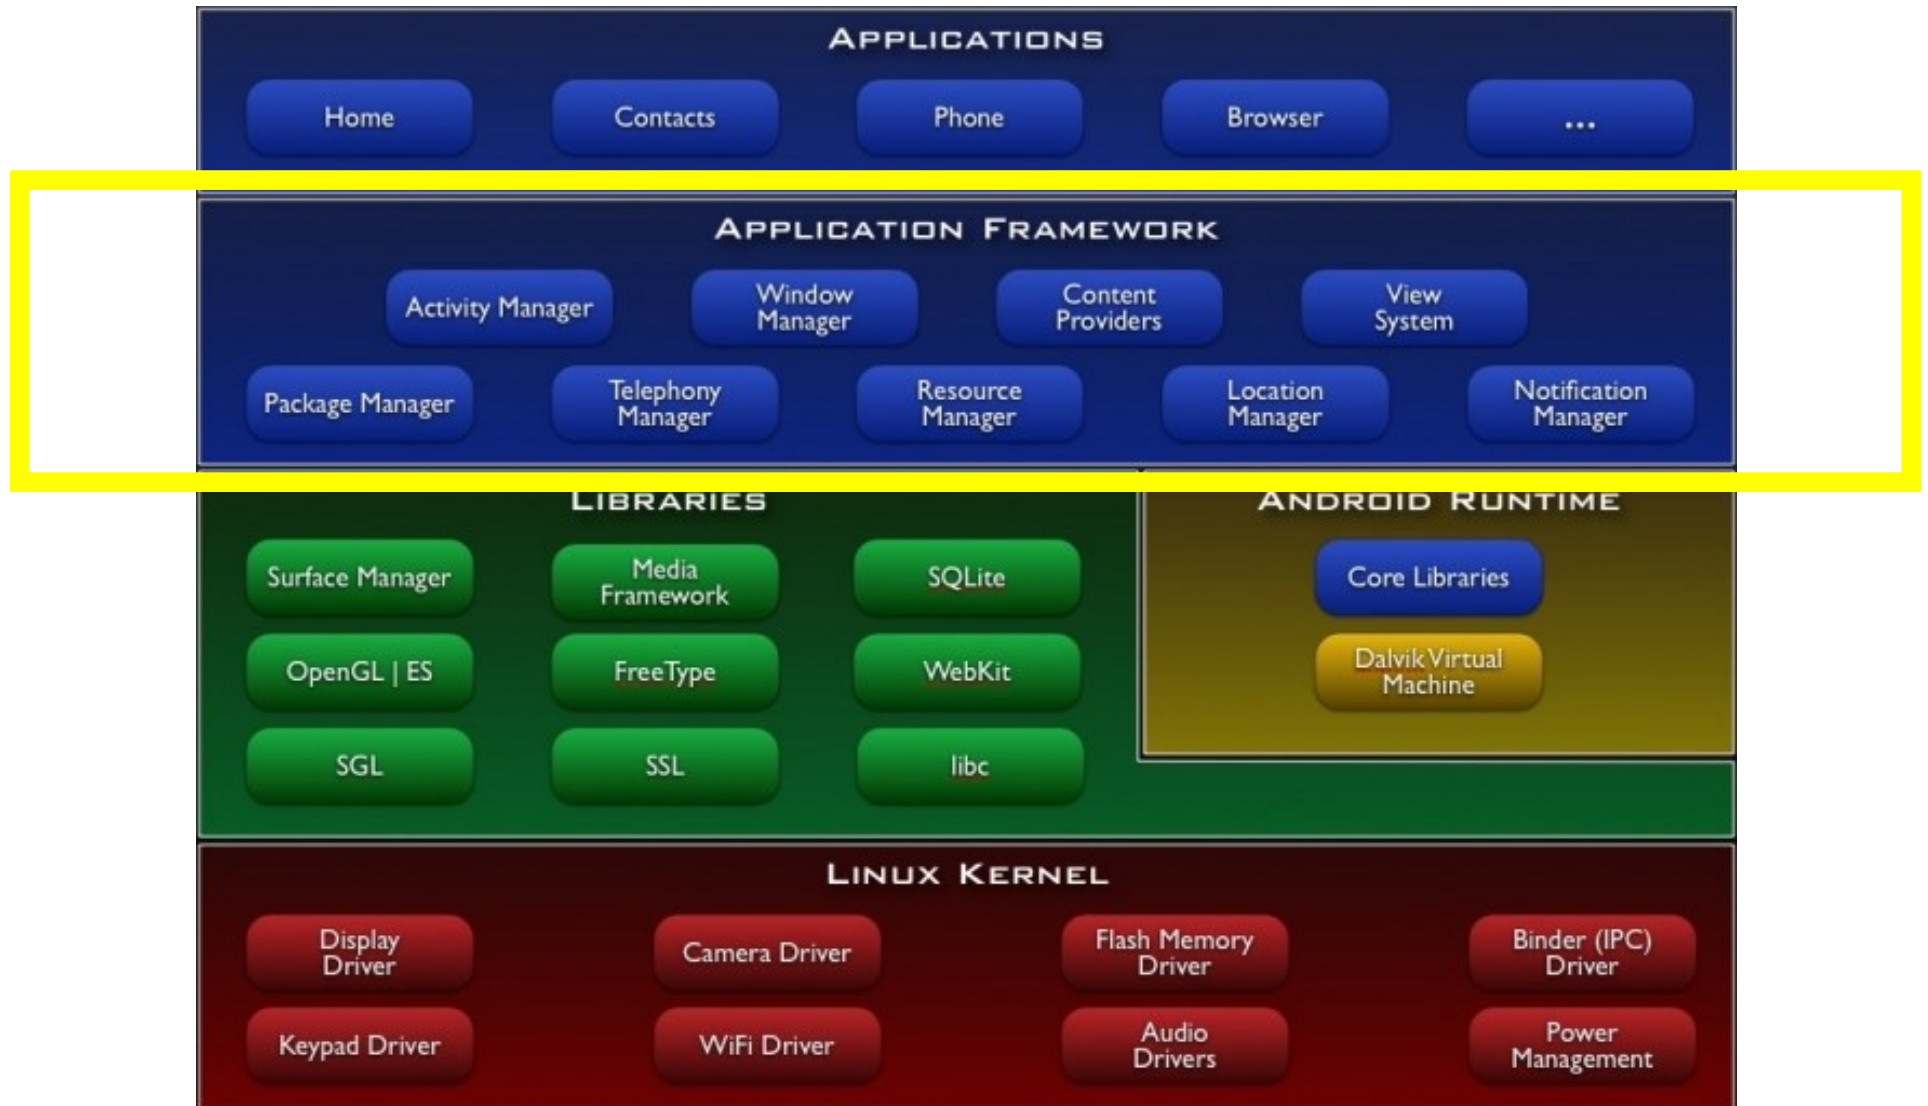 APPLICATIONS
Home
Contacts
Phone
Browser
...
APPLICATION FRAMEWORK
Activity Manager
Window
Manager
Content
Providers
View
System
Package Manager
Telephony
Manager
Resource
Manager
Location
Manager
Notification
Manager
LIBRARIES
Surface Manager
Media
Framework
SQLite
OpenGL | ES
FreeType
WebKit
SGL
SSL
libc
ANDROID RUNTIME
Core Libraries
Dalvik Virtual
Machine
LINUX KERNEL
Display
Driver
Camera Driver
Flash Memory
Driver
Binder (IPC)
Driver
Keypad Driver
WiFi Driver
Audio
Drivers
Power
Management